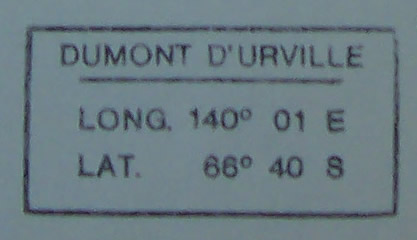 DUMONT D'URVILLE
LONG. 140° 01 E
LAT. 66° 40 S